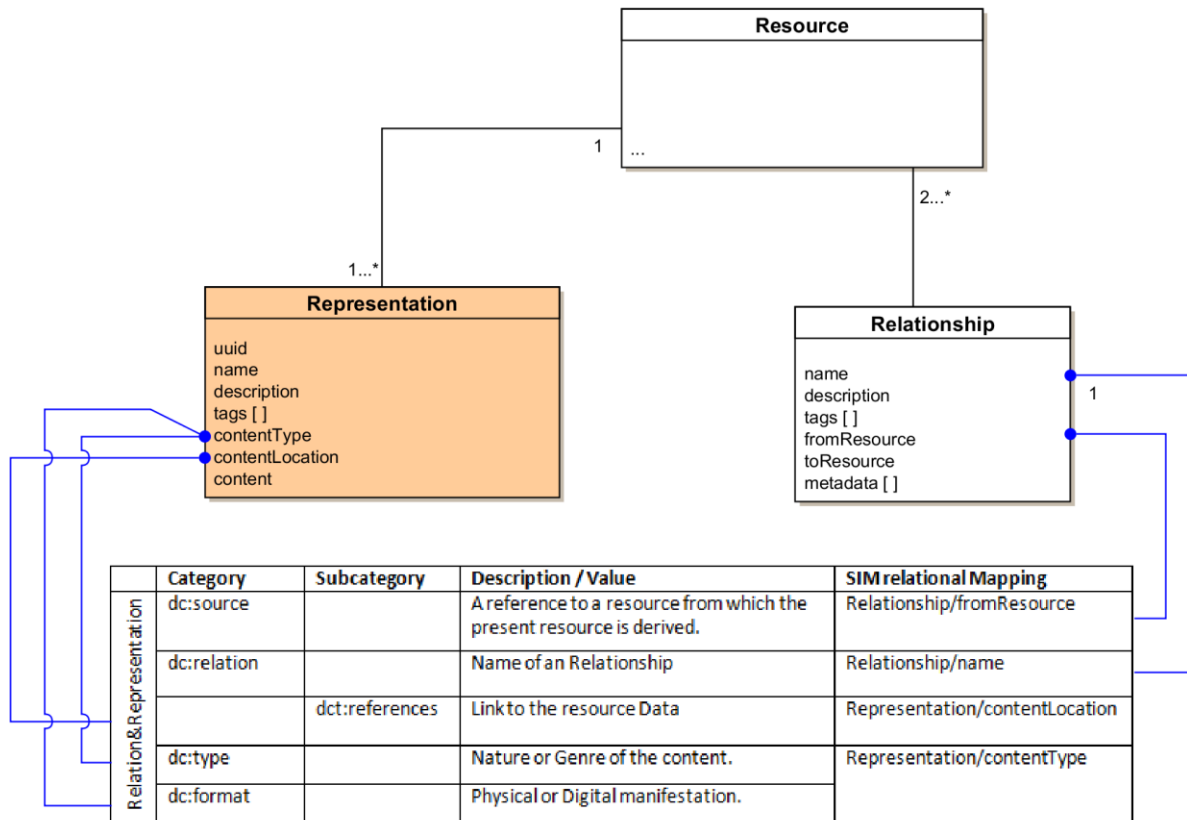 Resource
...
1
2...*
1...*
Representation
uuid
name
description
tags [ ]
contentType
contentLocation
content
Relationship
name
description
tags [ ]
fromResource
toResource
metadata [ ]
1
Relation&Representation
Category Subcategory Description / Value SIM relational Mapping
dc:source A reference to a resource from which the Relationship/fromResource
present resource is derived.
dc:relation Name of an Relationship Relationship/name
dct:references Link to the resource Data Representation/contentLocation
dc:type Nature or Genre of the content. Representation/contentType
dc:format Physical or Digital manifestation.